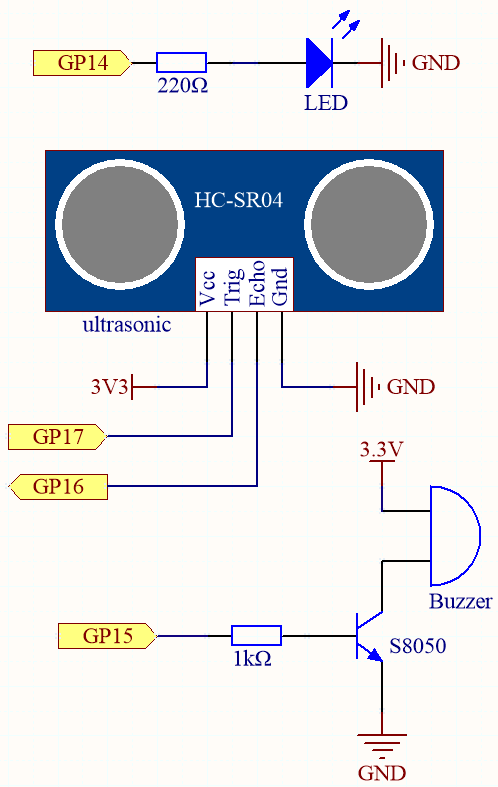 GP14
220Ω
LED
GND
HC-SR04
Vcc
Trig
Echo
Gnd
ultrasonic
3V3
GND
GP17
GP16
3.3V
Buzzer
GP15
1kΩ
S8050
GND